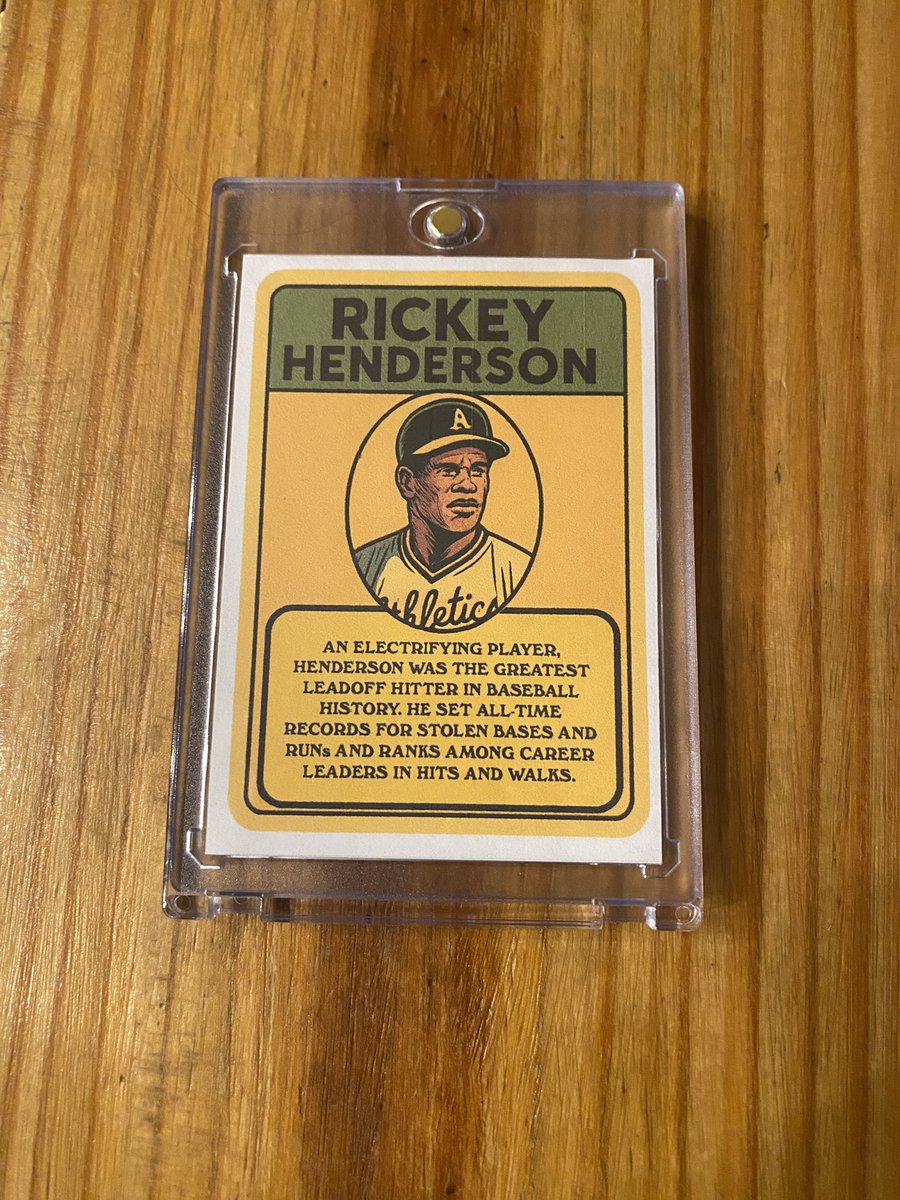 RICKEY
HENDERSON
A
Athletics
AN ELECTRIFYING PLAYER,
HENDERSON WAS THE GREATEST
LEADOFF HITTER IN BASEBALL
HISTORY. HE SET ALL-TIME
RECORDS FOR STOLEN BASES AND
RUNs AND RANKS AMONG CAREER
LEADERS IN HITS AND WALKS.